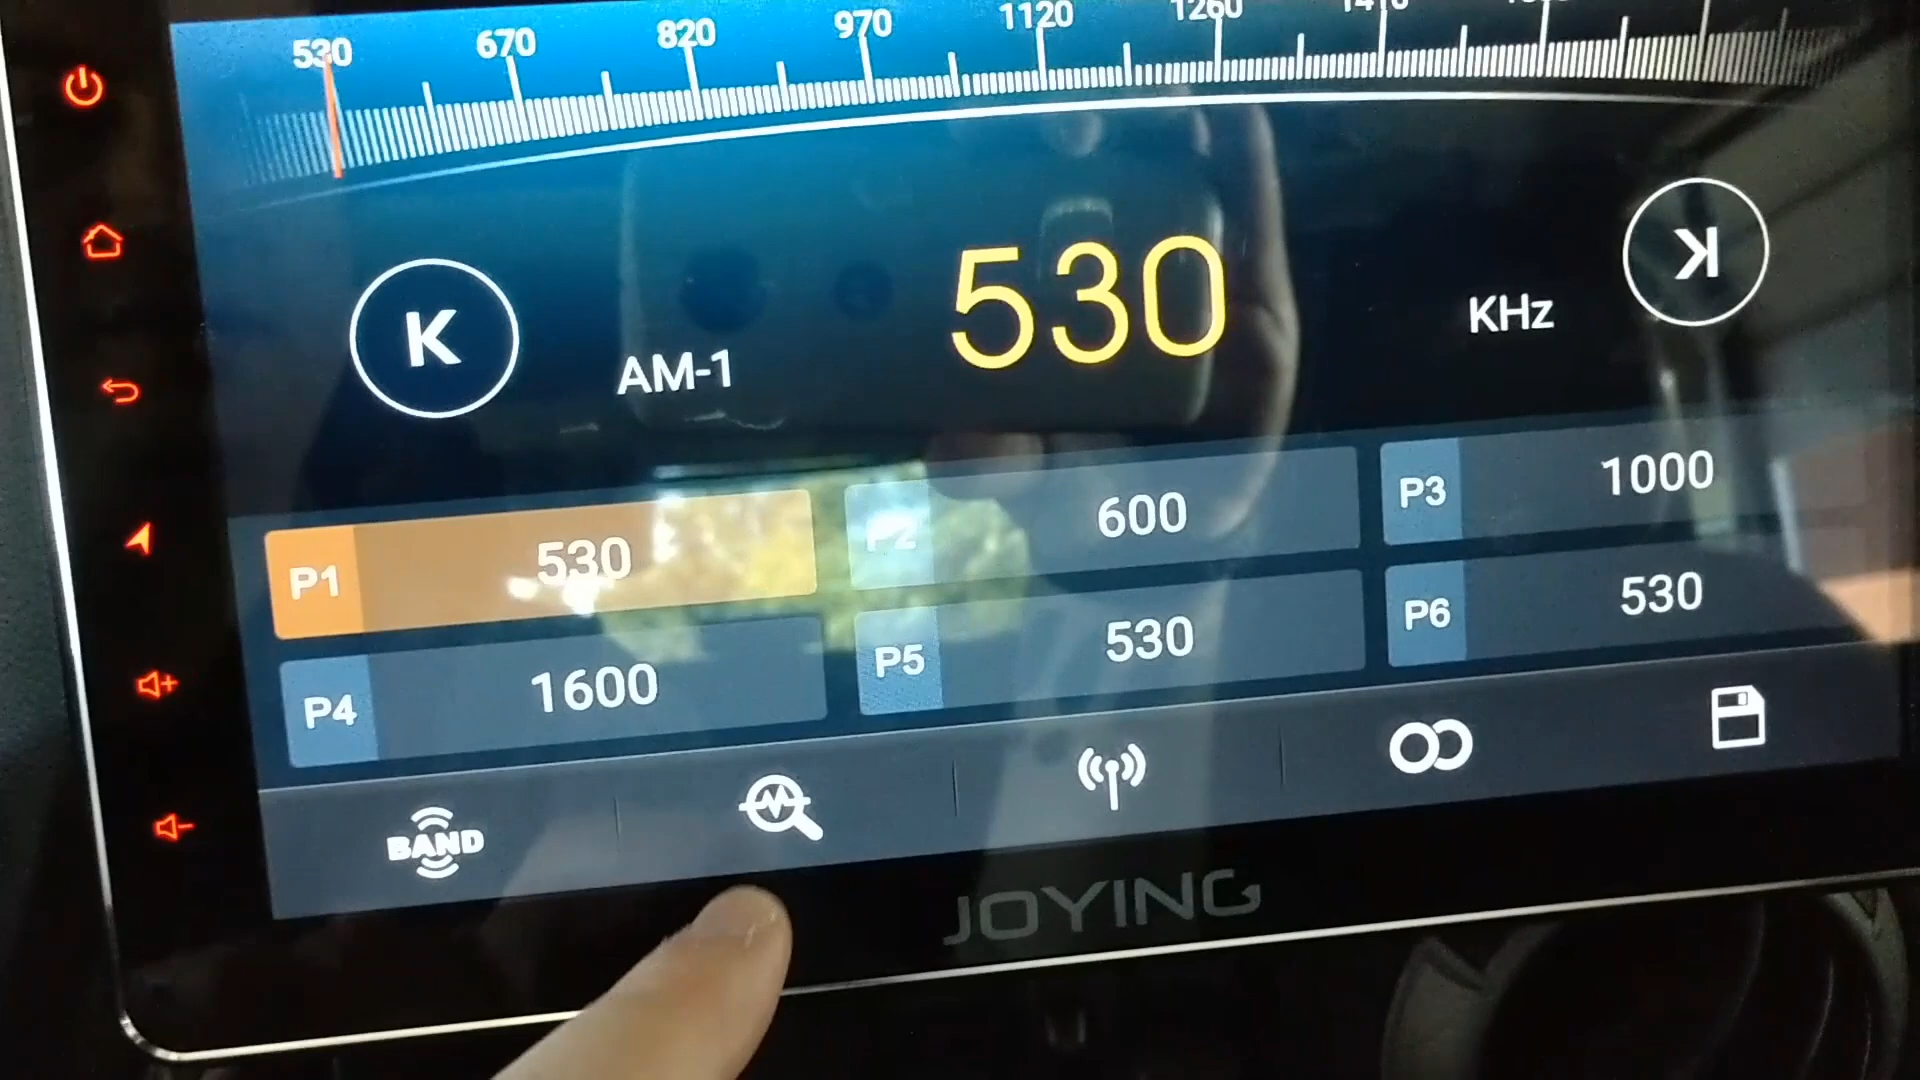 530 670 820 970 1120 1260 1410
K AM-1 530 KHz K
P1 530 P2 600 P3 1000
P4 1600 P5 530 P6 530
BAND
JOYING